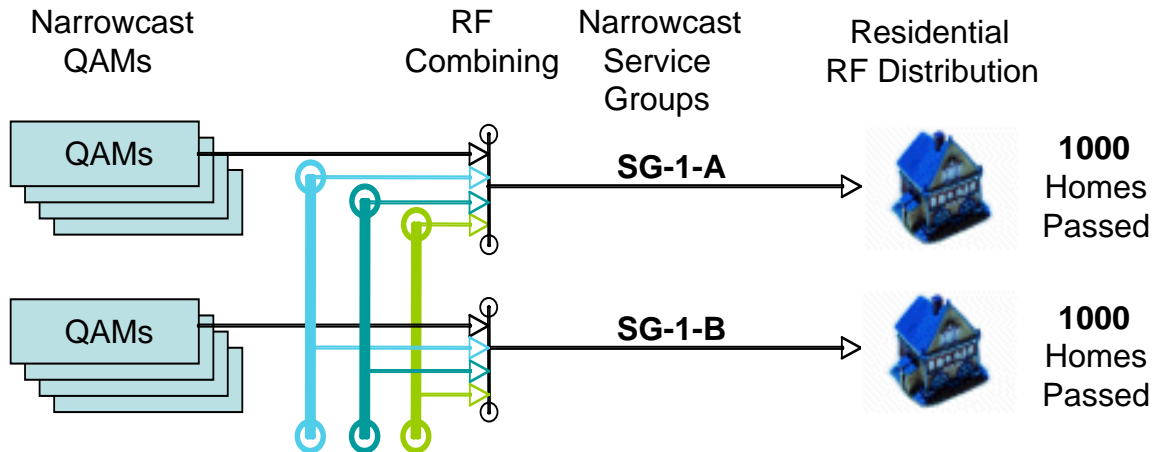 Narrowcast
QAMs
RF
Combining
Narrowcast
Service
Groups
Residential
RF Distribution
QAMs
SG-1-A
1000
Homes
Passed
QAMs
SG-1-B
1000
Homes
Passed